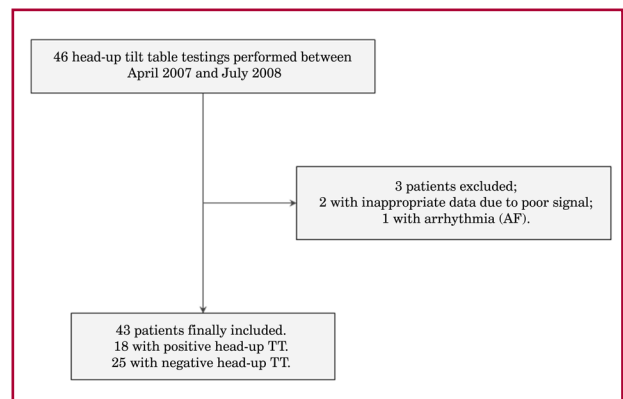 46 head-up tilt table testings performed between
April 2007 and July 2008
3 patients excluded;
2 with inappropriate data due to poor signal;
1 with arrhythmia (AF).
43 patients finally included.
18 with positive head-up TT.
25 with negative head-up TT.